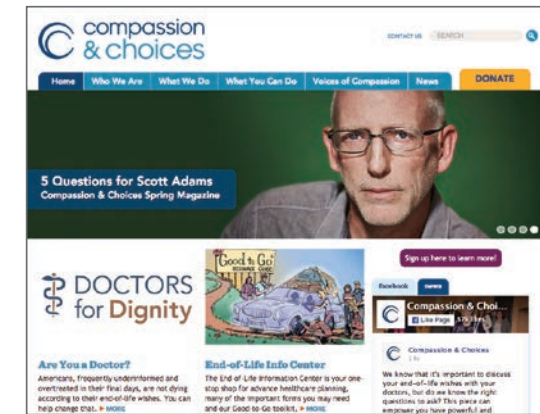 compassion
& choices
CONTACT US
SEARCH
Home
Who We Are
What We Do
What You Can Do
Voices of Compassion
News
DONATE
5 Questions for Scott Adams
Compassion & Choices Spring Magazine
DOCTORS
for Dignity
Good to Go
RESOURCE GUIDE
Sign up here to learn more!
facebook
news
Compassion & Choi...
Like Page
Compassion & Choices
Are You a Doctor?
Americans, frequently underinformed and
overtreated in their final days, are not dying
according to their end-of-life wishes. You can
help change that. ▸ MORE
End-of-Life Info Center
The End of Life Information Center is your one-
stop shop for advance healthcare planning,
many of the important forms you may need
and our Good to Go toolkit. ▸ MORE
We know that it's important to discuss
your end-of-life wishes with your
doctors, but do we know the right
questions to ask? This piece can
empower you have powerful and